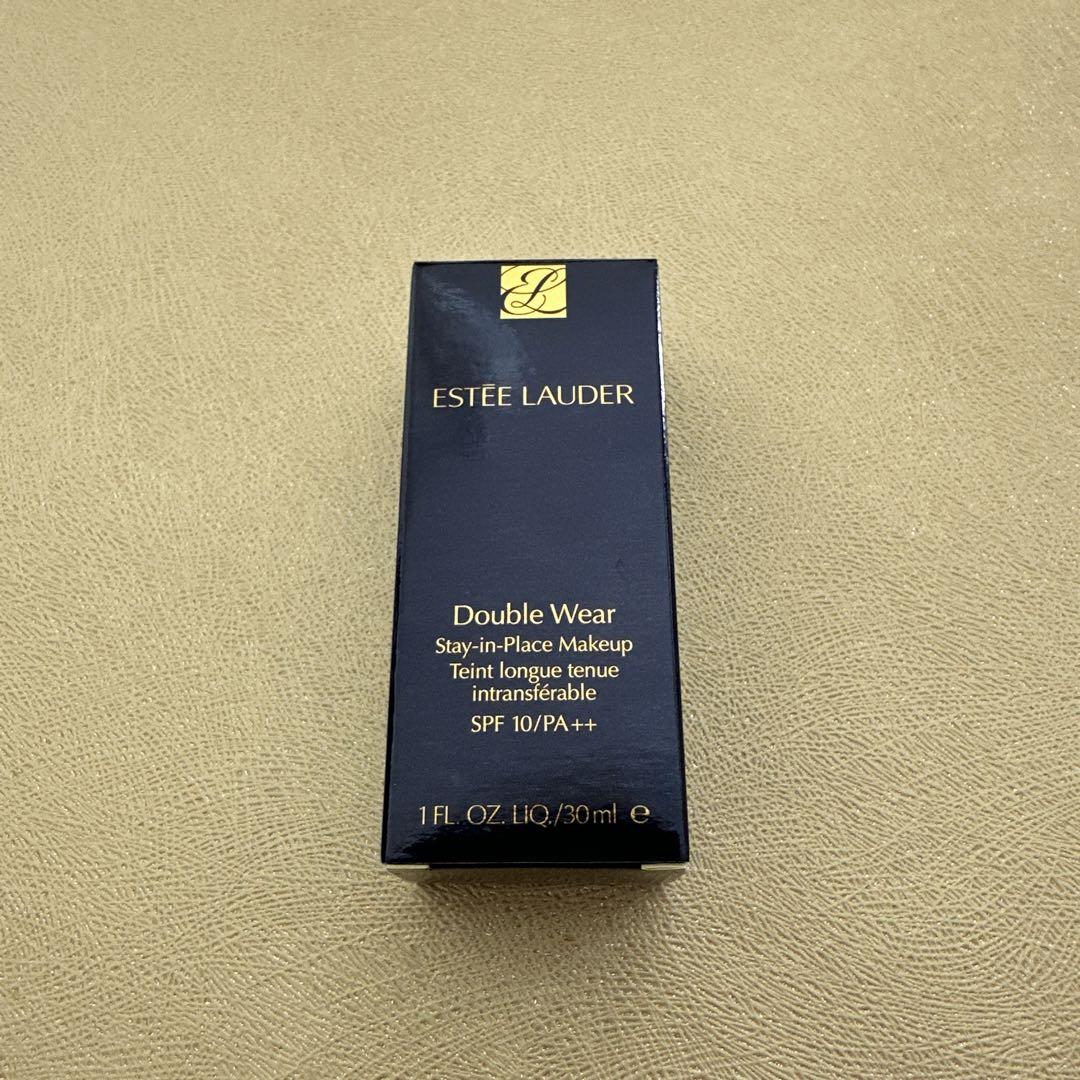 EL
ESTĒE LAUDER
Double Wear
Stay-in-Place Makeup
Teint longue tenue
intransférable
SPF 10/PA++
1 FL. OZ. LIQ./30ml ℮